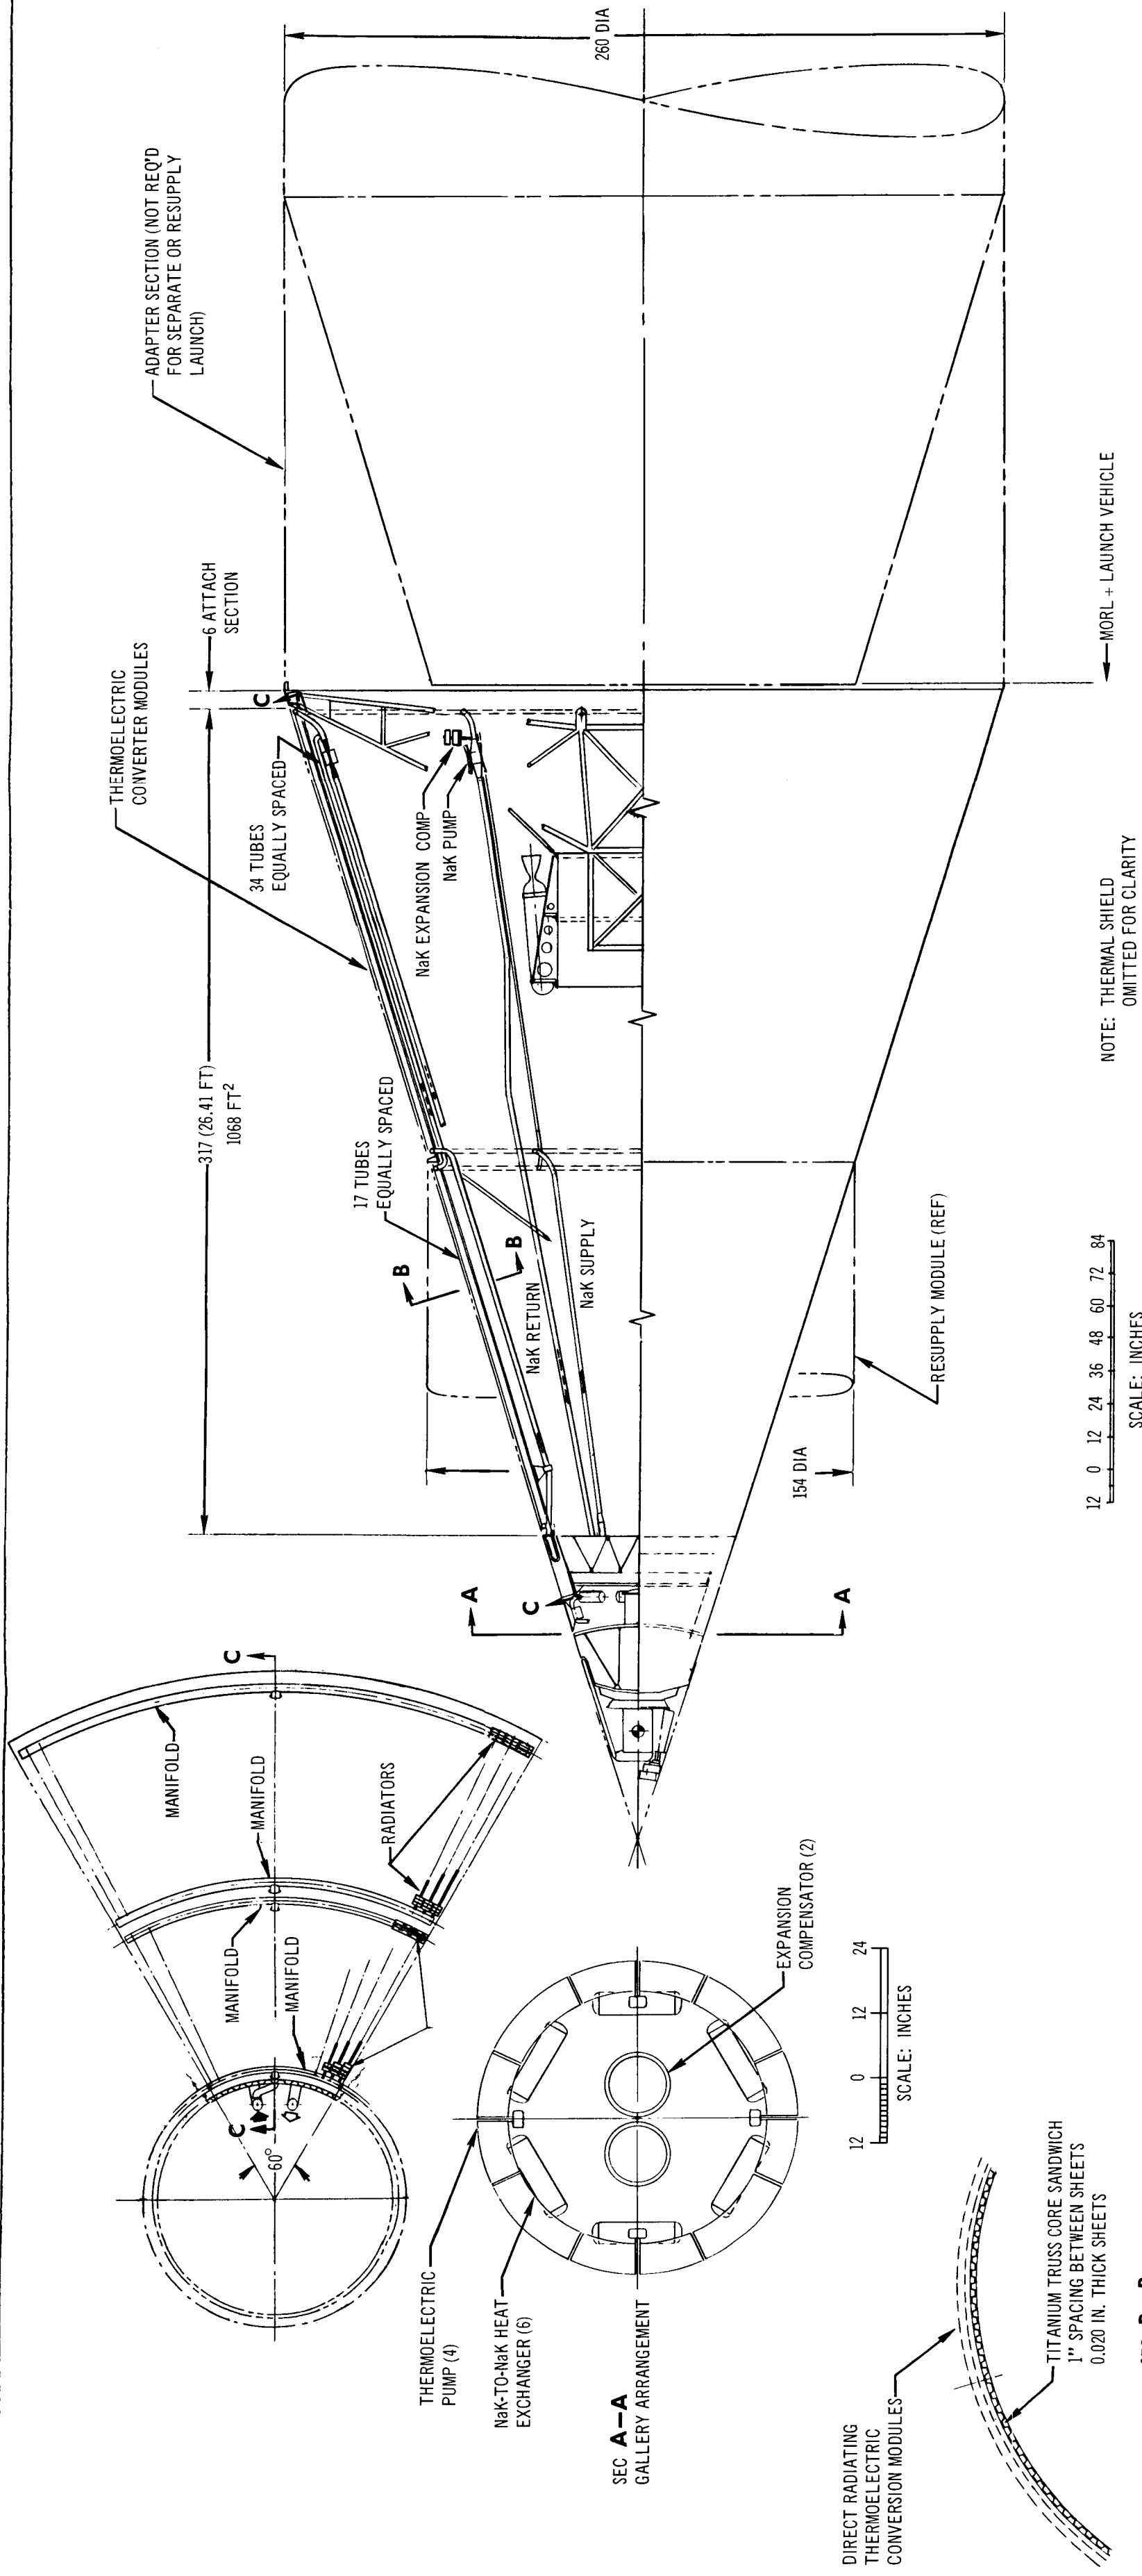 260 DIA
ADAPTER SECTION (NOT REQ'D
FOR SEPARATE OR RESUPPLY
LAUNCH)
6 ATTACH
SECTION
THERMOELECTRIC
CONVERTER MODULES
C
34 TUBES
EQUALLY SPACED
NaK EXPANSION COMP
NaK PUMP
317 (26.41 FT)
1068 FT²
17 TUBES
EQUALLY SPACED
B
B
NaK RETURN
NaK SUPPLY
154 DIA
RESUPPLY MODULE (REF)
A
C
A
MORL + LAUNCH VEHICLE
NOTE: THERMAL SHIELD
OMITTED FOR CLARITY
12 0 12 24 36 48 60 72 84
SCALE: INCHES
C
MANIFOLD
MANIFOLD
RADIATORS
MANIFOLD
MANIFOLD
C
60°
THERMOELECTRIC
PUMP (4)
NaK-TO-NaK HEAT
EXCHANGER (6)
EXPANSION
COMPENSATOR (2)
SEC A-A
GALLERY ARRANGEMENT
12 0 12 24
SCALE: INCHES
DIRECT RADIATING
THERMOELECTRIC
CONVERSION MODULES
TITANIUM TRUSS CORE SANDWICH
1" SPACING BETWEEN SHEETS
0.020 IN. THICK SHEETS